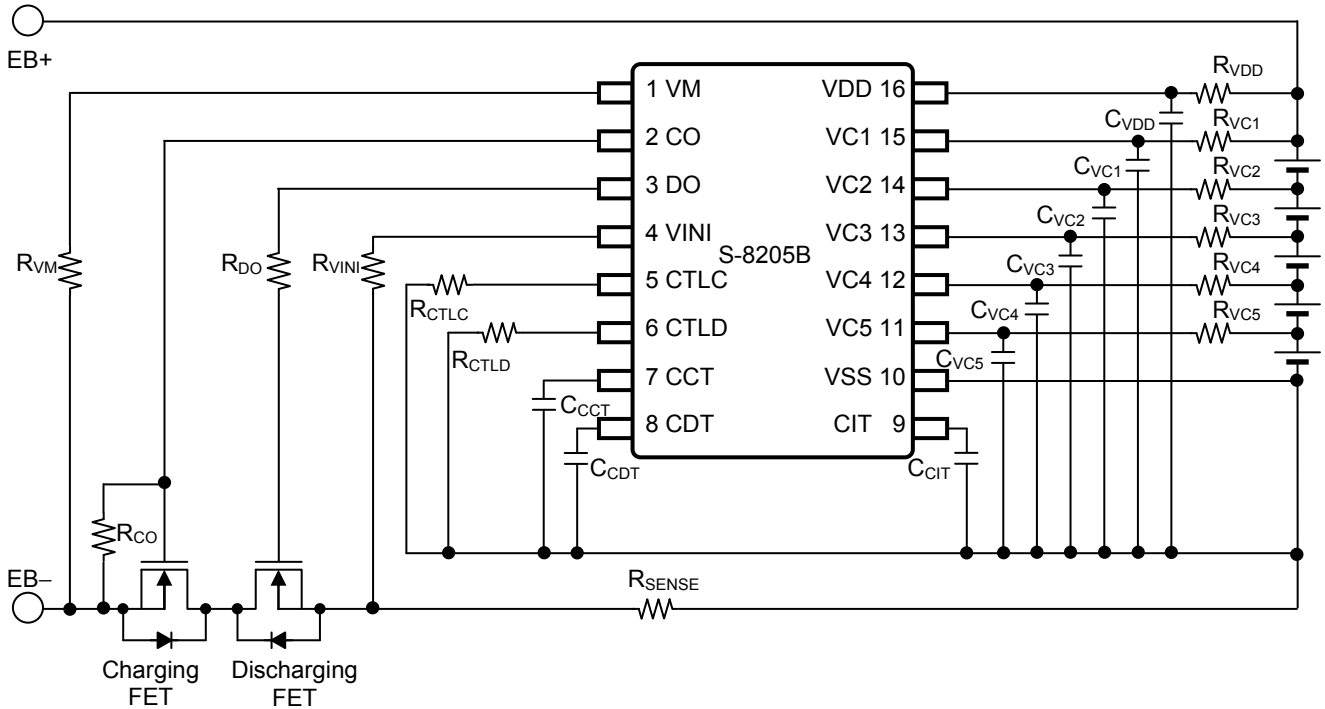 EB+
1 VM
2 CO
3 DO
4 VINI
5 CTLC
6 CTLD
7 CCT
8 CDT
S-8205B
VDD 16
VC1 15
VC2 14
VC3 13
VC4 12
VC5 11
VSS 10
CIT 9
RVDD
RVC1
RVC2
RVC3
RVC4
RVC5
CVDD
CVC1
CVC2
CVC3
CVC4
CVC5
RVM
RDO
RVINI
RCTLC
RCTLD
CCCT
CCDT
CCIT
RCO
EB−
RSENSE
Charging
FET
Discharging
FET